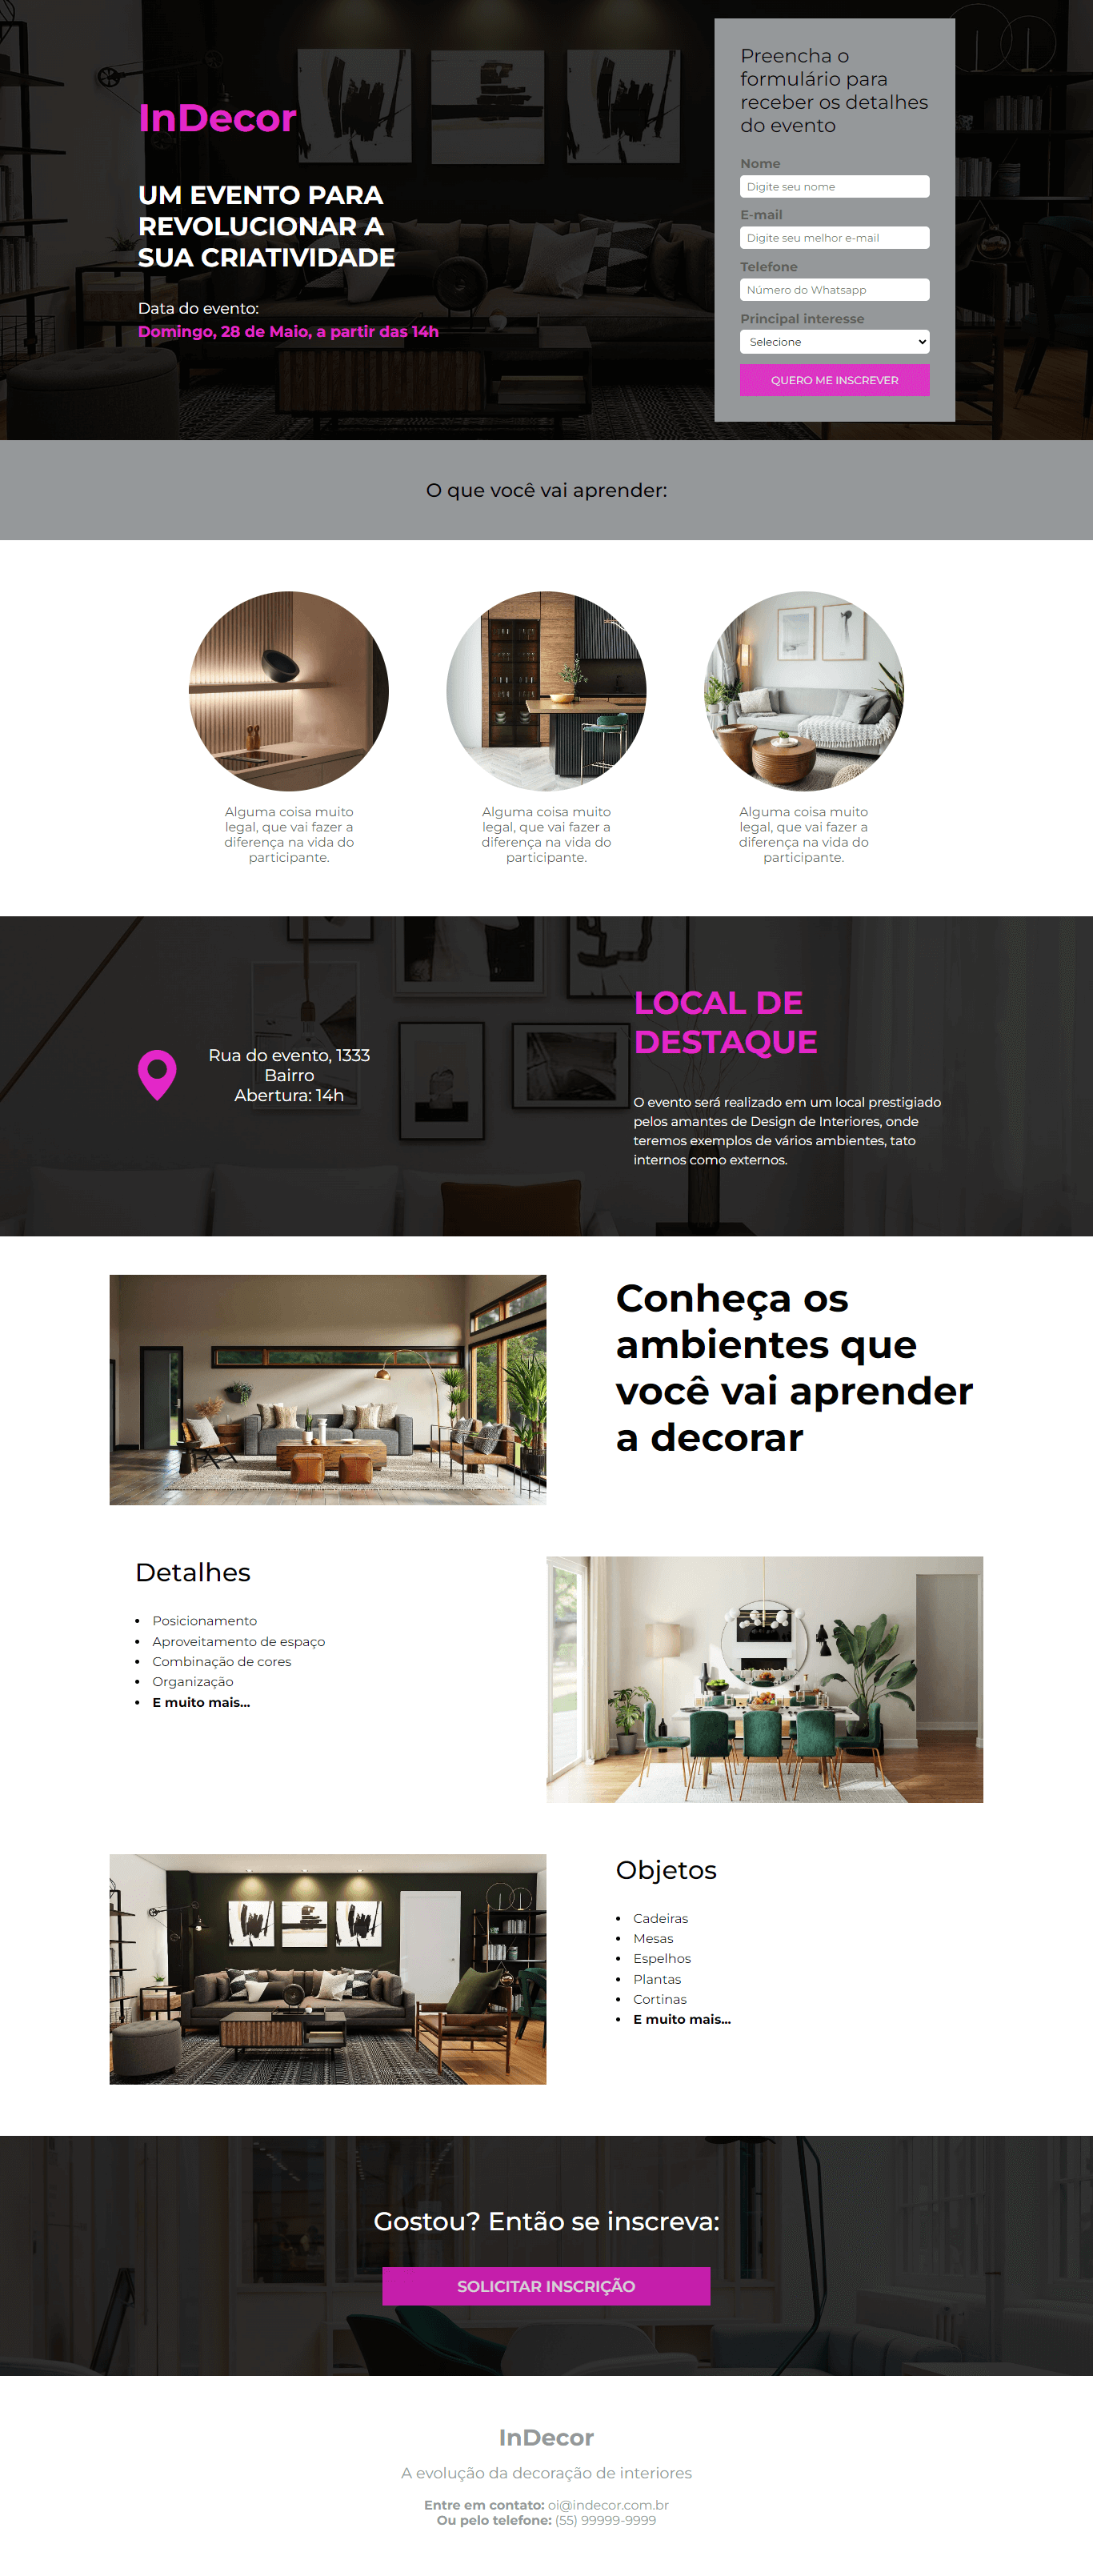 InDecor
UM EVENTO PARA
REVOLUCIONAR A
SUA CRIATIVIDADE
Data do evento:
Domingo, 28 de Maio, a partir das 14h
Preencha o
formulário para
receber os detalhes
do evento
Nome
Digite seu nome
E-mail
Digite seu melhor e-mail
Telefone
Número do Whatsapp
Principal interesse
Selecione
QUERO ME INSCREVER
O que você vai aprender:
Alguma coisa muito
legal, que vai fazer a
diferença na vida do
participante.
Alguma coisa muito
legal, que vai fazer a
diferença na vida do
participante.
Alguma coisa muito
legal, que vai fazer a
diferença na vida do
participante.
Rua do evento, 1333
Bairro
Abertura: 14h
LOCAL DE
DESTAQUE
O evento será realizado em um local prestigiado
pelos amantes de Design de Interiores, onde
teremos exemplos de vários ambientes, tato
internos como externos.
Conheça os
ambientes que
você vai aprender
a decorar
Detalhes
• Posicionamento
• Aproveitamento de espaço
• Combinação de cores
• Organização
• E muito mais...
Objetos
• Cadeiras
• Mesas
• Espelhos
• Plantas
• Cortinas
• E muito mais...
Gostou? Então se inscreva:
SOLICITAR INSCRIÇÃO
InDecor
A evolução da decoração de interiores
Entre em contato: oi@indecor.com.br
Ou pelo telefone: (55) 99999-9999